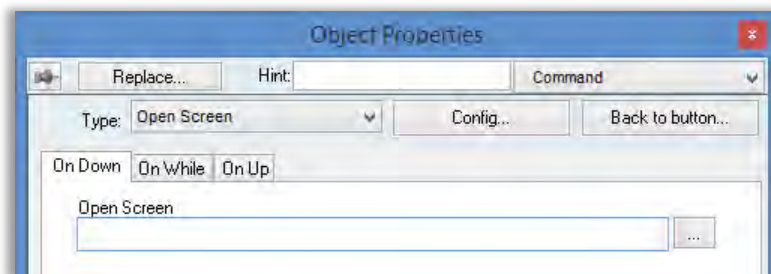 Object Properties
Replace... Hint: Command
Type: Open Screen Config... Back to button...
On Down On While On Up
Open Screen
...